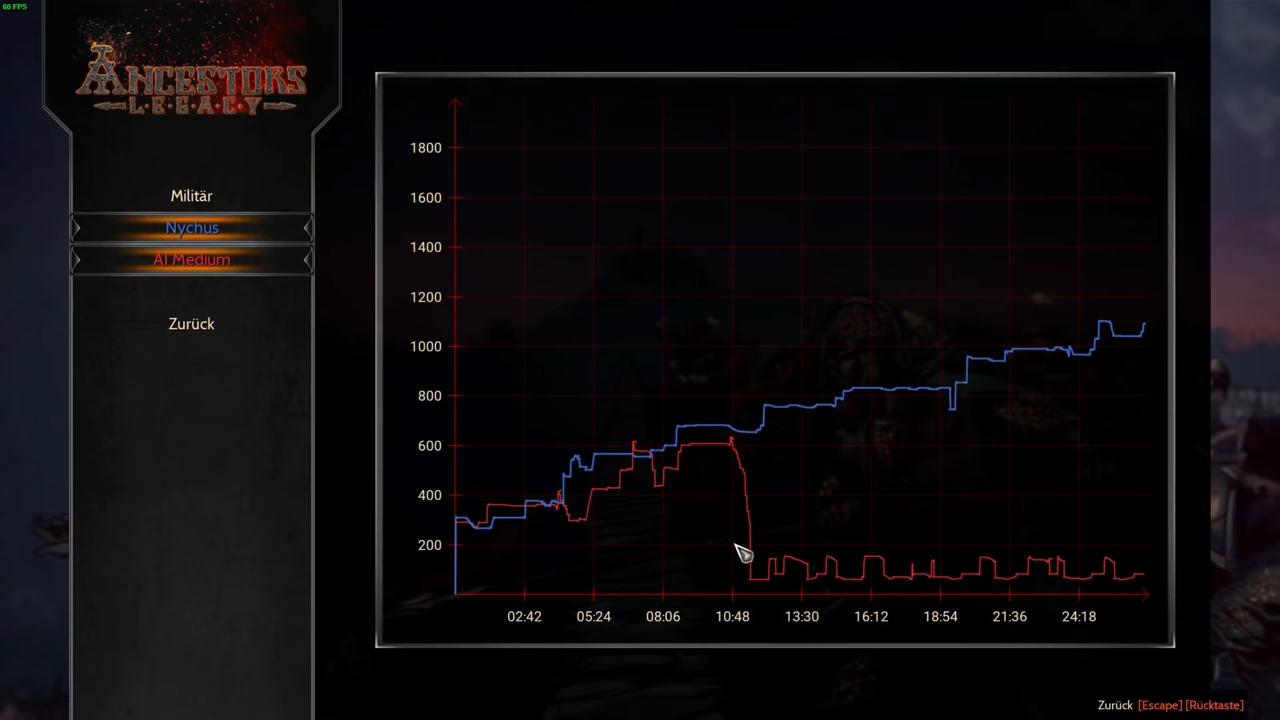 60 FPS
ANCESTORS
LEGACY
Militär
Nychus
AI Medium
Zurück
1800
1600
1400
1200
1000
800
600
400
200
02:42 05:24 08:06 10:48 13:30 16:12 18:54 21:36 24:18
Zurück [Escape] [Rücktaste]